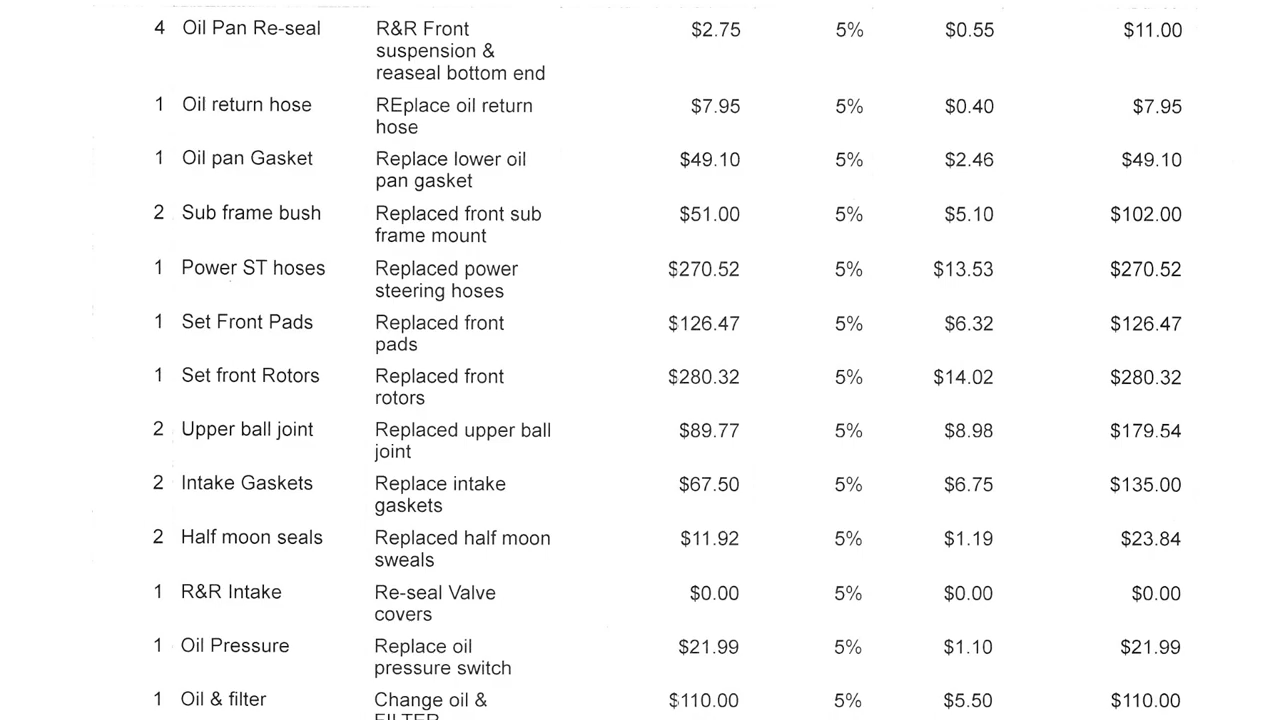 4 Oil Pan Re-seal R&R Front $2.75 5% $0.55 $11.00
suspension &
reaseal bottom end
1 Oil return hose REplace oil return $7.95 5% $0.40 $7.95
hose
1 Oil pan Gasket Replace lower oil $49.10 5% $2.46 $49.10
pan gasket
2 Sub frame bush Replaced front sub $51.00 5% $5.10 $102.00
frame mount
1 Power ST hoses Replaced power $270.52 5% $13.53 $270.52
steering hoses
1 Set Front Pads Replaced front $126.47 5% $6.32 $126.47
pads
1 Set front Rotors Replaced front $280.32 5% $14.02 $280.32
rotors
2 Upper ball joint Replaced upper ball $89.77 5% $8.98 $179.54
joint
2 Intake Gaskets Replace intake $67.50 5% $6.75 $135.00
gaskets
2 Half moon seals Replaced half moon $11.92 5% $1.19 $23.84
sweals
1 R&R Intake Re-seal Valve $0.00 5% $0.00 $0.00
covers
1 Oil Pressure Replace oil $21.99 5% $1.10 $21.99
pressure switch
1 Oil & filter Change oil & $110.00 5% $5.50 $110.00
FILTER